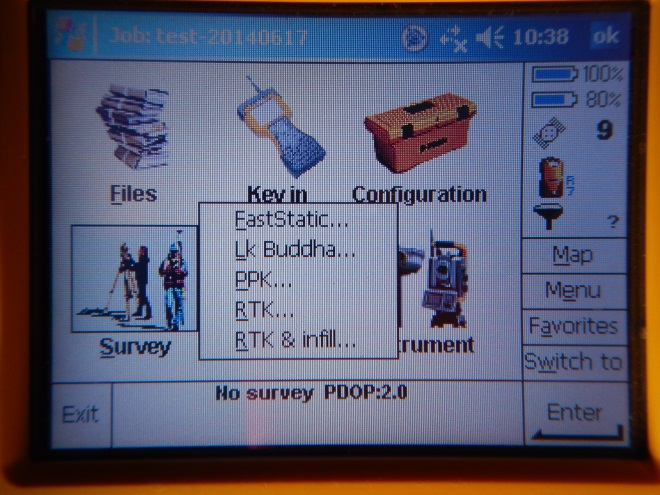 Job: test-20140617
10:38
ok
100%
80%
9
R
7
?
Files
Key in
Configuration
FastStatic...
Lk Buddha...
PPK...
RTK...
RTK & infill...
Survey
trument
Map
Menu
Favorites
Switch to
No survey PDOP:2.0
Exit
Enter